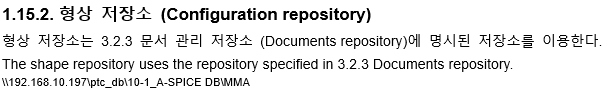 1.15.2. 형상 저장소 (Configuration repository)
형상 저장소는 3.2.3 문서 관리 저장소 (Documents repository)에 명시된 저장소를 이용한다.
The shape repository uses the repository specified in 3.2.3 Documents repository.
\\192.168.10.197\ptc_db\10-1_A-SPICE DB\MMA